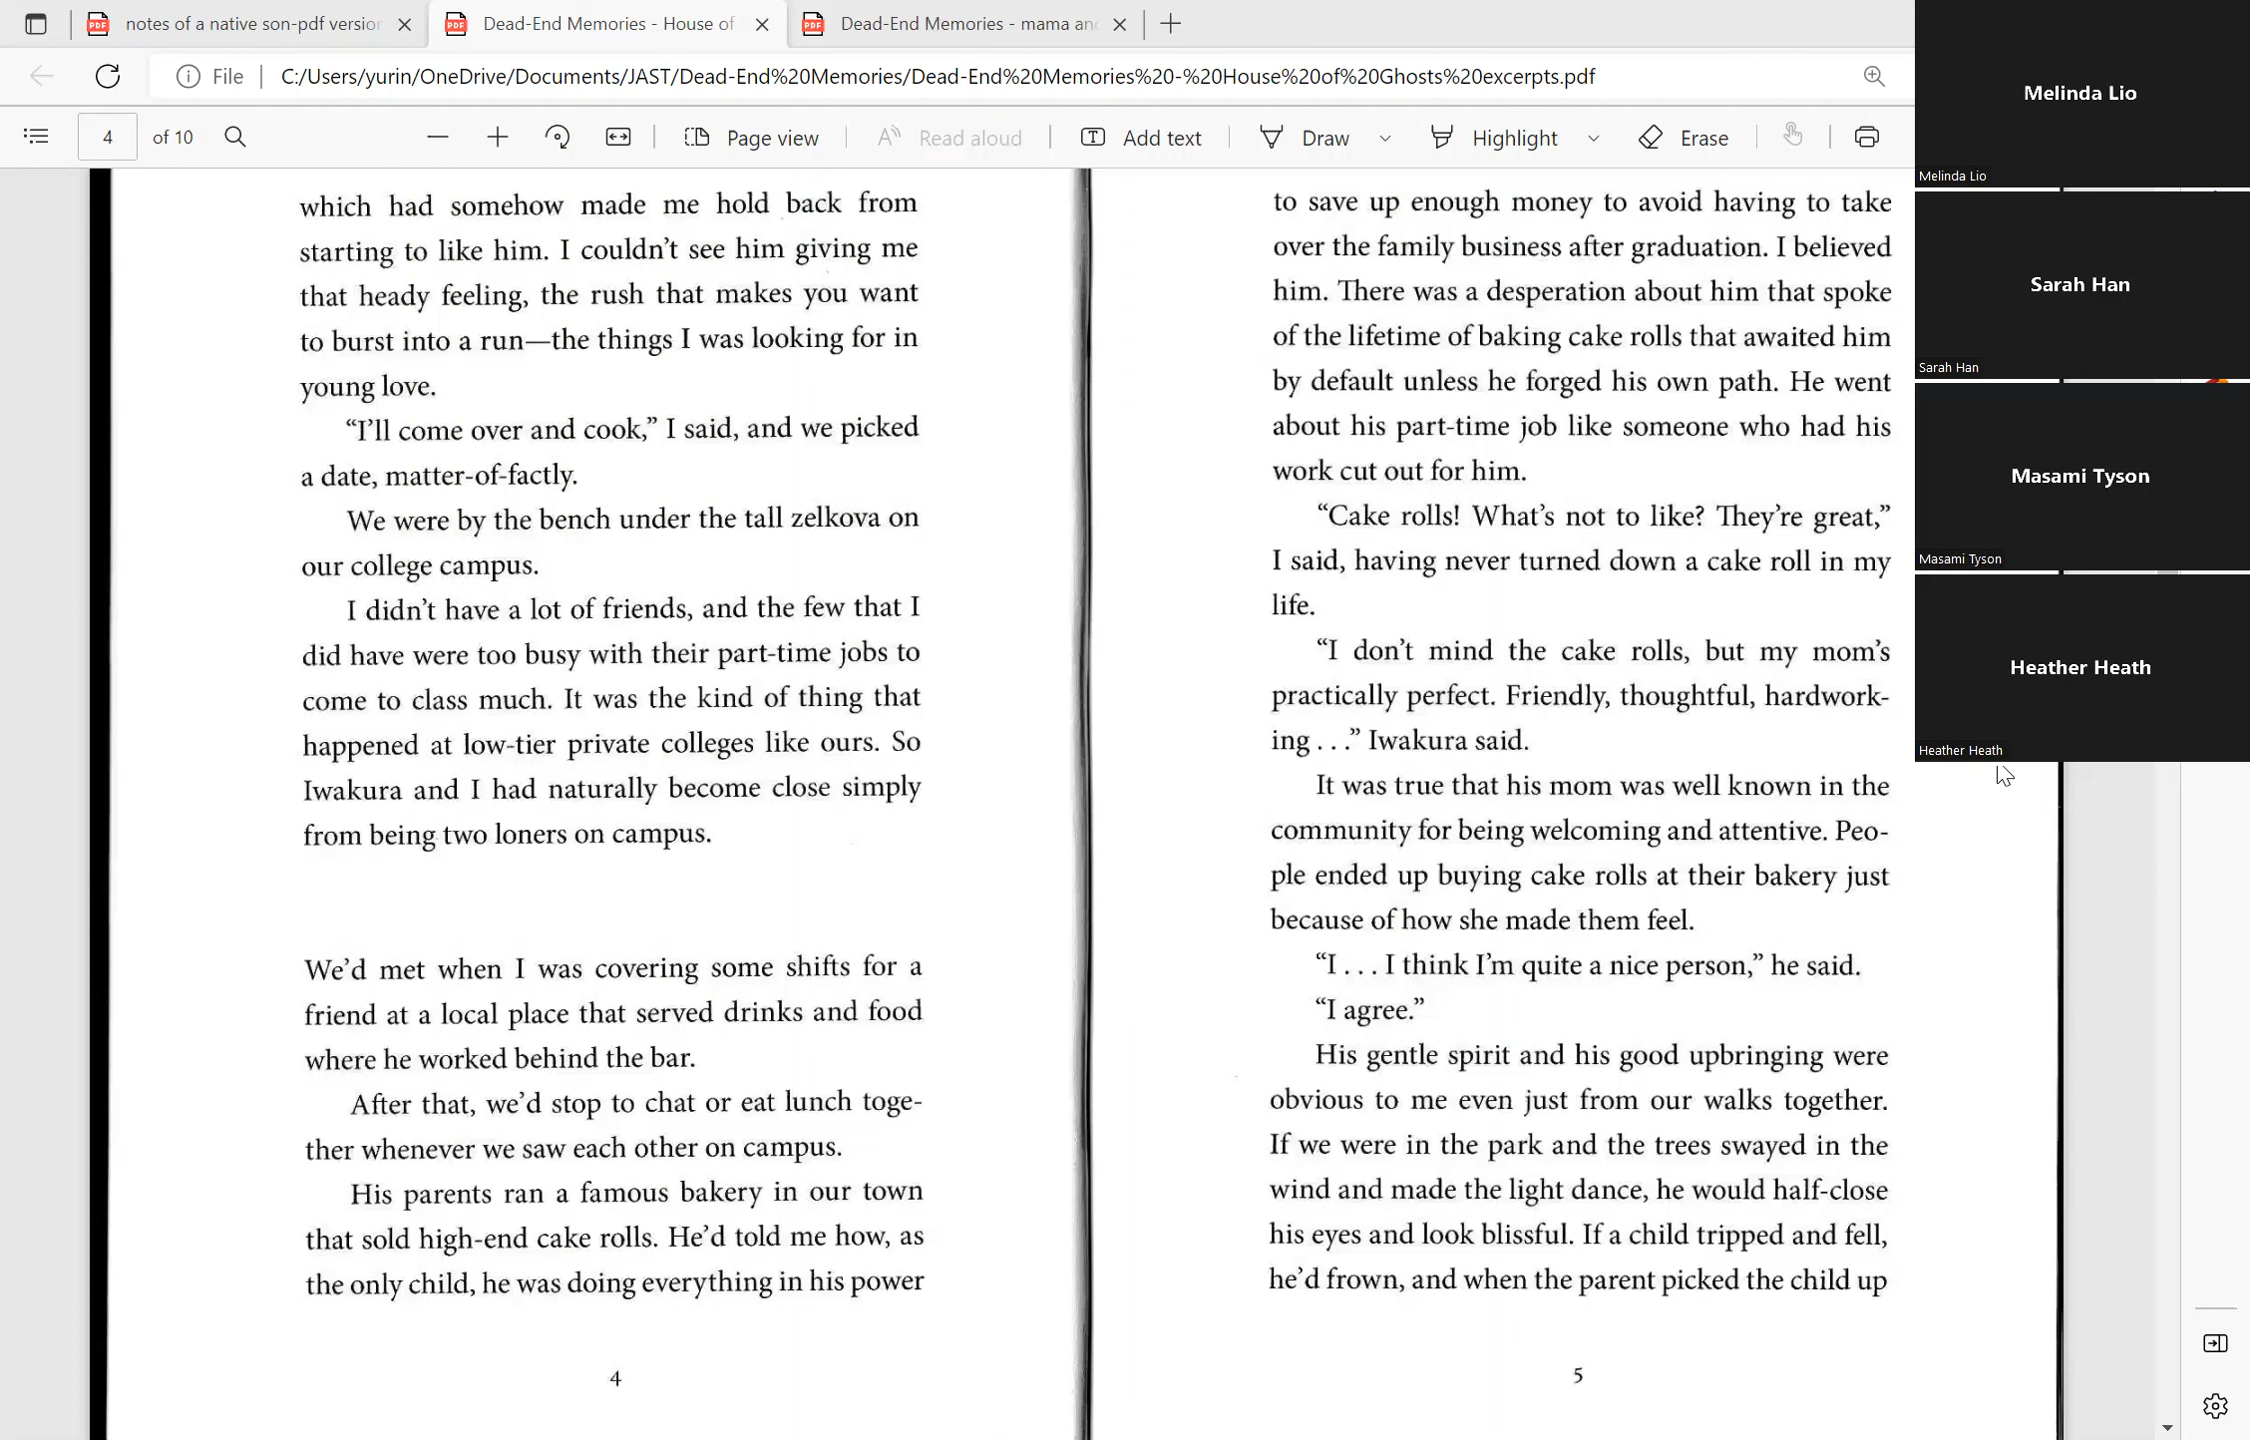 notes of a native son-pdf versio
Dead-End Memories - House of
Dead-End Memories - mama an
File
C:/Users/yurin/OneDrive/Documents/JAST/Dead-End%20Memories/Dead-End%20Memories%20-%20House%20of%20Ghosts%20excerpts.pdf
4 of 10
Page view
Read aloud
Add text
Draw
Highlight
Erase
which had somehow made me hold back from
starting to like him. I couldn’t see him giving me
that heady feeling, the rush that makes you want
to burst into a run—the things I was looking for in
young love.
“I’ll come over and cook,” I said, and we picked
a date, matter-of-factly.
We were by the bench under the tall zelkova on
our college campus.
I didn’t have a lot of friends, and the few that I
did have were too busy with their part-time jobs to
come to class much. It was the kind of thing that
happened at low-tier private colleges like ours. So
Iwakura and I had naturally become close simply
from being two loners on campus.
We’d met when I was covering some shifts for a
friend at a local place that served drinks and food
where he worked behind the bar.
After that, we’d stop to chat or eat lunch toge-
ther whenever we saw each other on campus.
His parents ran a famous bakery in our town
that sold high-end cake rolls. He’d told me how, as
the only child, he was doing everything in his power
4
to save up enough money to avoid having to take
over the family business after graduation. I believed
him. There was a desperation about him that spoke
of the lifetime of baking cake rolls that awaited him
by default unless he forged his own path. He went
about his part-time job like someone who had his
work cut out for him.
“Cake rolls! What’s not to like? They’re great,”
I said, having never turned down a cake roll in my
life.
“I don’t mind the cake rolls, but my mom’s
practically perfect. Friendly, thoughtful, hardwork-
ing . . .” Iwakura said.
It was true that his mom was well known in the
community for being welcoming and attentive. Peo-
ple ended up buying cake rolls at their bakery just
because of how she made them feel.
“I . . . I think I’m quite a nice person,” he said.
“I agree.”
His gentle spirit and his good upbringing were
obvious to me even just from our walks together.
If we were in the park and the trees swayed in the
wind and made the light dance, he would half-close
his eyes and look blissful. If a child tripped and fell,
he’d frown, and when the parent picked the child up
5
Melinda Lio
Melinda Lio
Sarah Han
Sarah Han
Masami Tyson
Masami Tyson
Heather Heath
Heather Heath